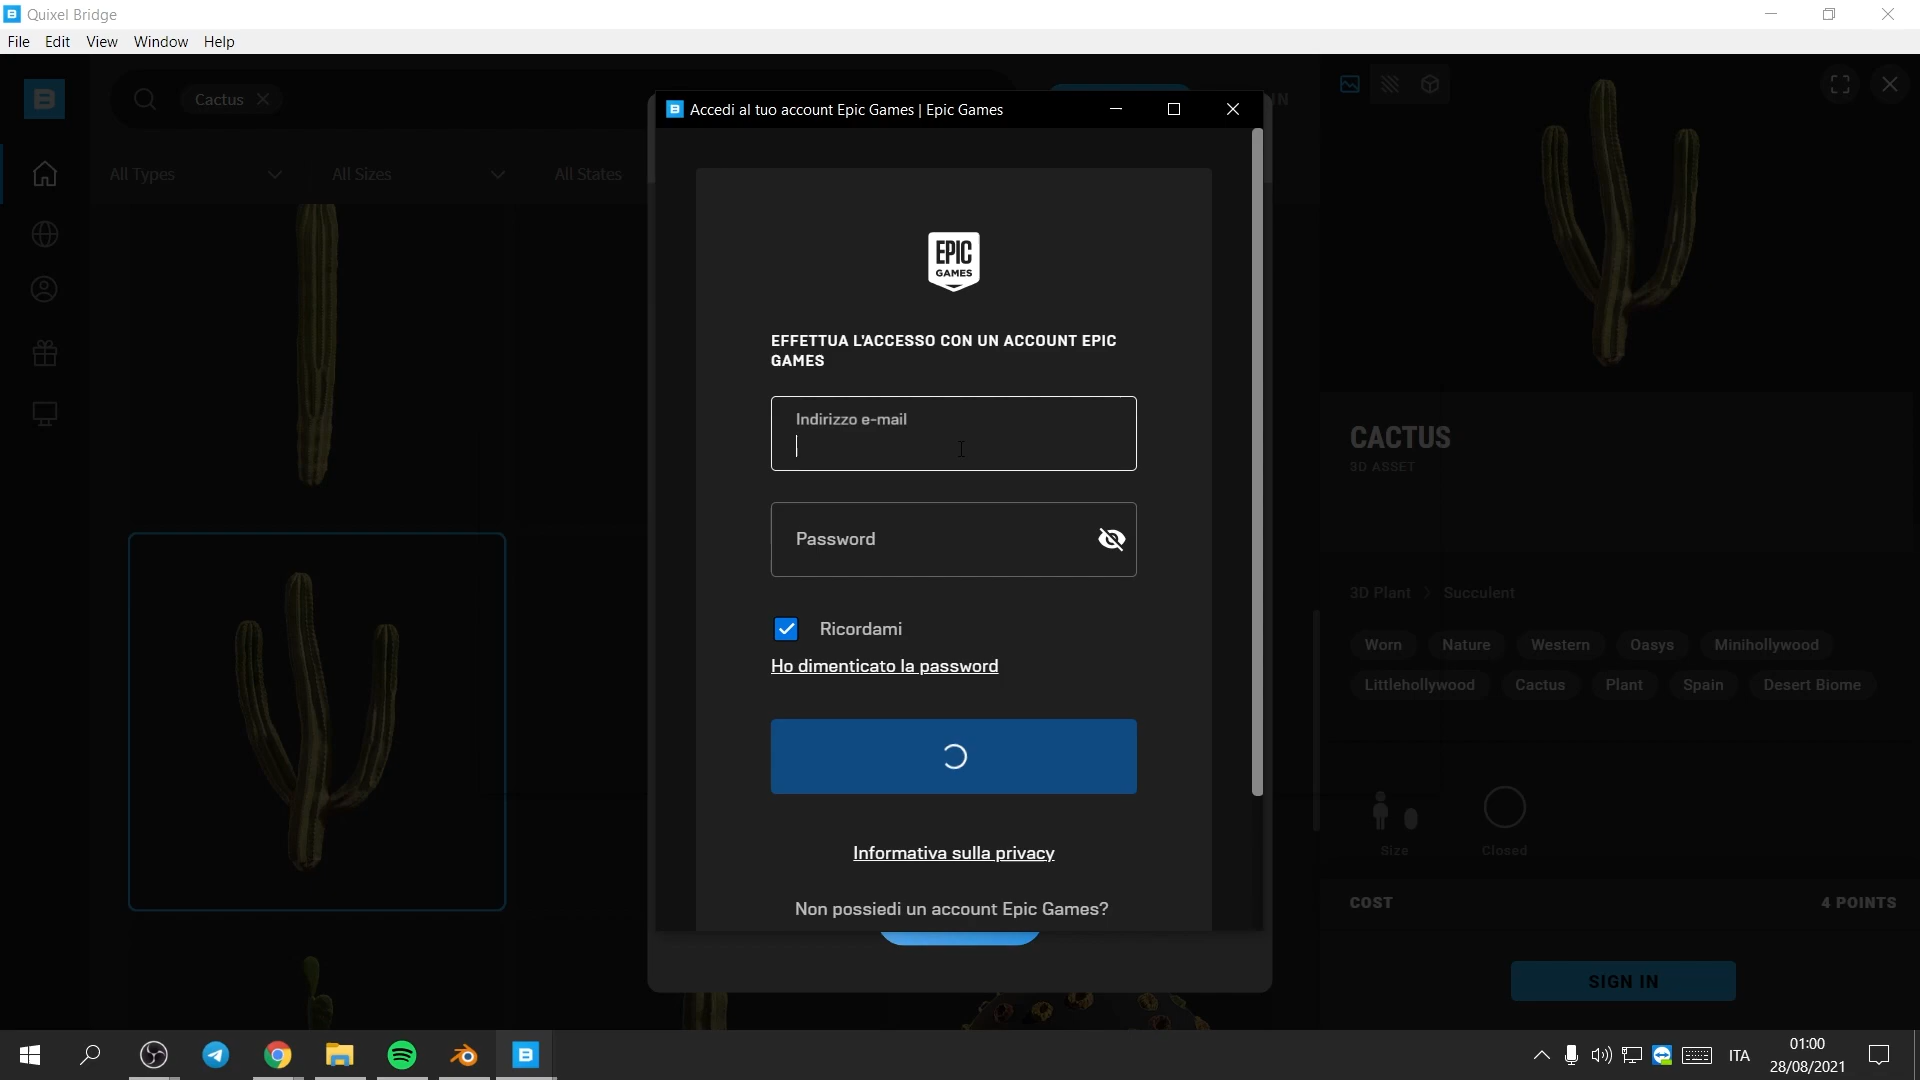 Quixel Bridge
File Edit View Window Help
Cactus
IN
All Types
All Sizes
All States
Accedi al tuo account Epic Games | Epic Games
EPIC
GAMES
EFFETTUA L'ACCESSO CON UN ACCOUNT EPIC
GAMES
Indirizzo e-mail
Password
Ricordami
Ho dimenticato la password
Informativa sulla privacy
Non possiedi un account Epic Games?
CACTUS
3D ASSET
3D Plant > Succulent
Worn Nature Western Oasys Minihollywood
Littlehollywood Cactus Plant Spain Desert Biome
Size Closed
COST 4 POINTS
SIGN IN
ITA
01:00
28/08/2021